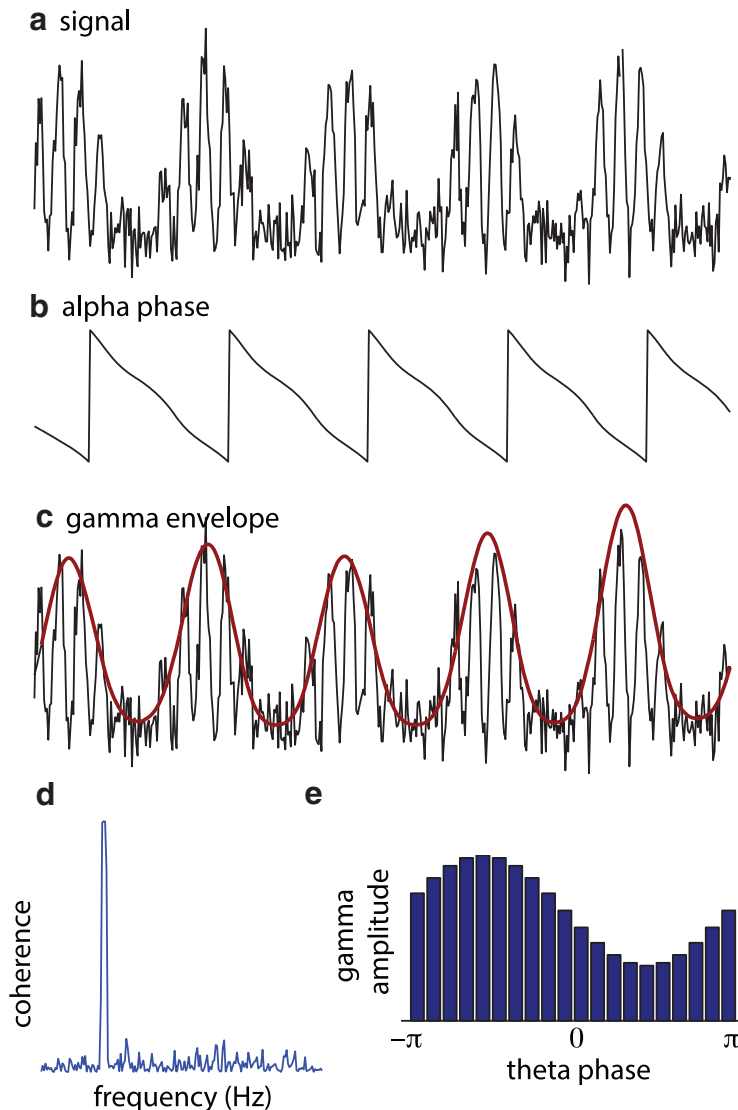 a signal
b alpha phase
c gamma envelope
d
coherence
frequency (Hz)
e
gamma
amplitude
−π 0 π
theta phase